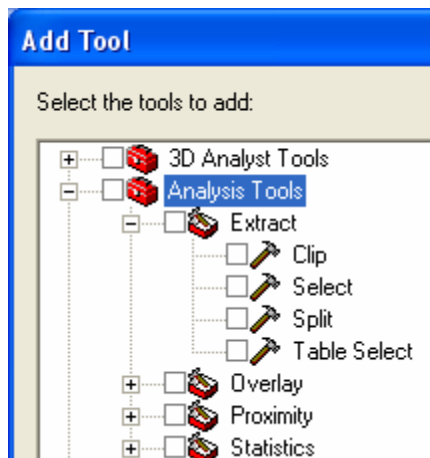 Add Tool
Select the tools to add:
3D Analyst Tools
Analysis Tools
Extract
Clip
Select
Split
Table Select
Overlay
Proximity
Statistics